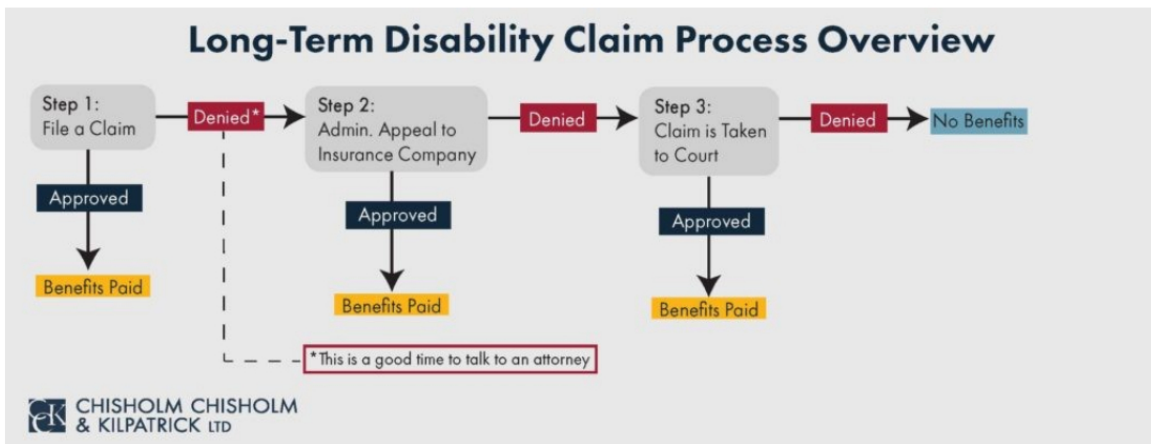 Long-Term Disability Claim Process Overview
Step 1:
File a Claim
Denied*
Step 2:
Admin. Appeal to
Insurance Company
Denied
Step 3:
Claim is Taken
to Court
Denied
No Benefits
Approved
Approved
Approved
Benefits Paid
Benefits Paid
Benefits Paid
*This is a good time to talk to an attorney
CCK
CHISHOLM CHISHOLM
& KILPATRICK LTD